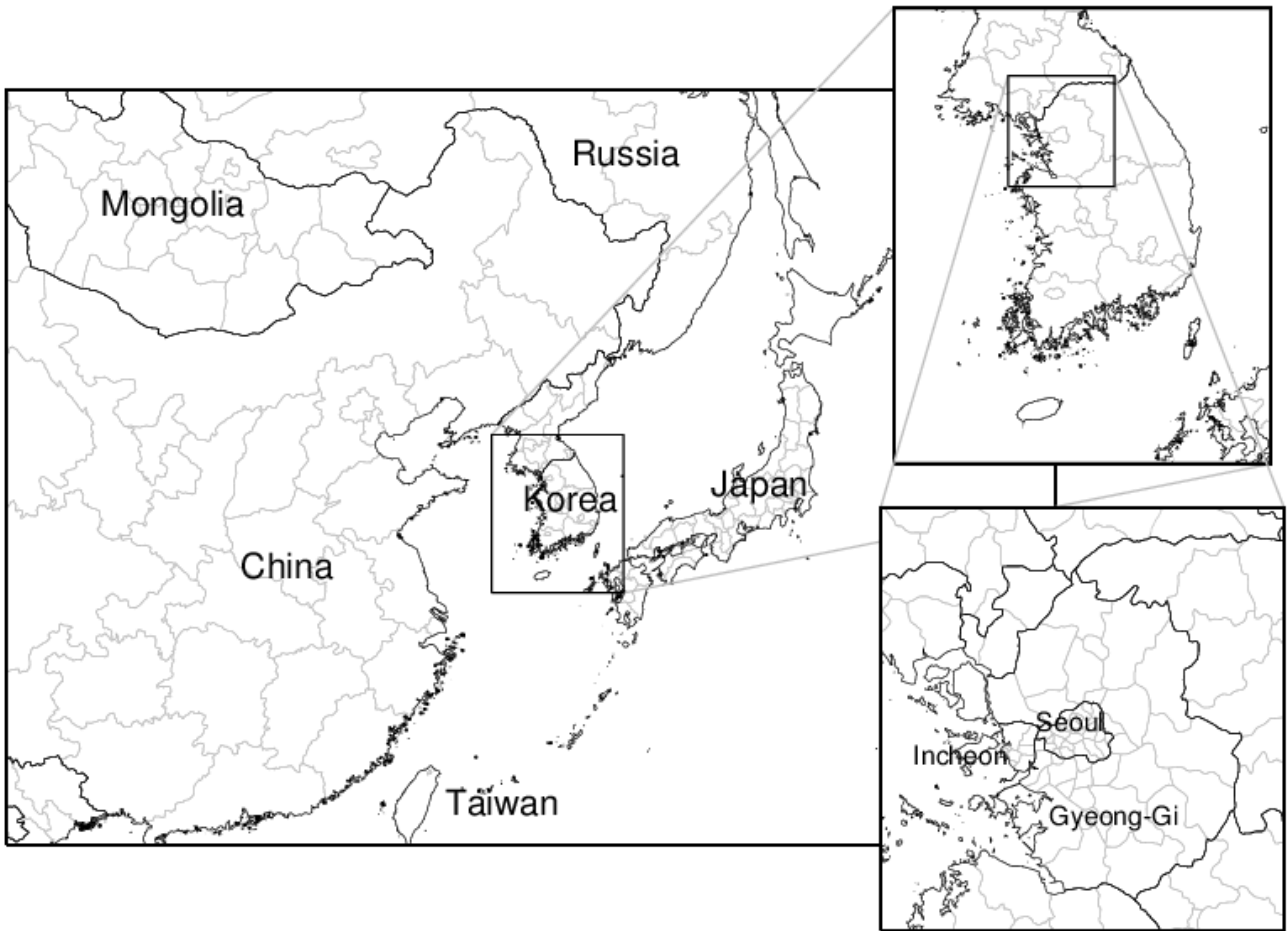 Russia
Mongolia
Korea
Japan
China
Taiwan
Seoul
Incheon
Gyeong-Gi